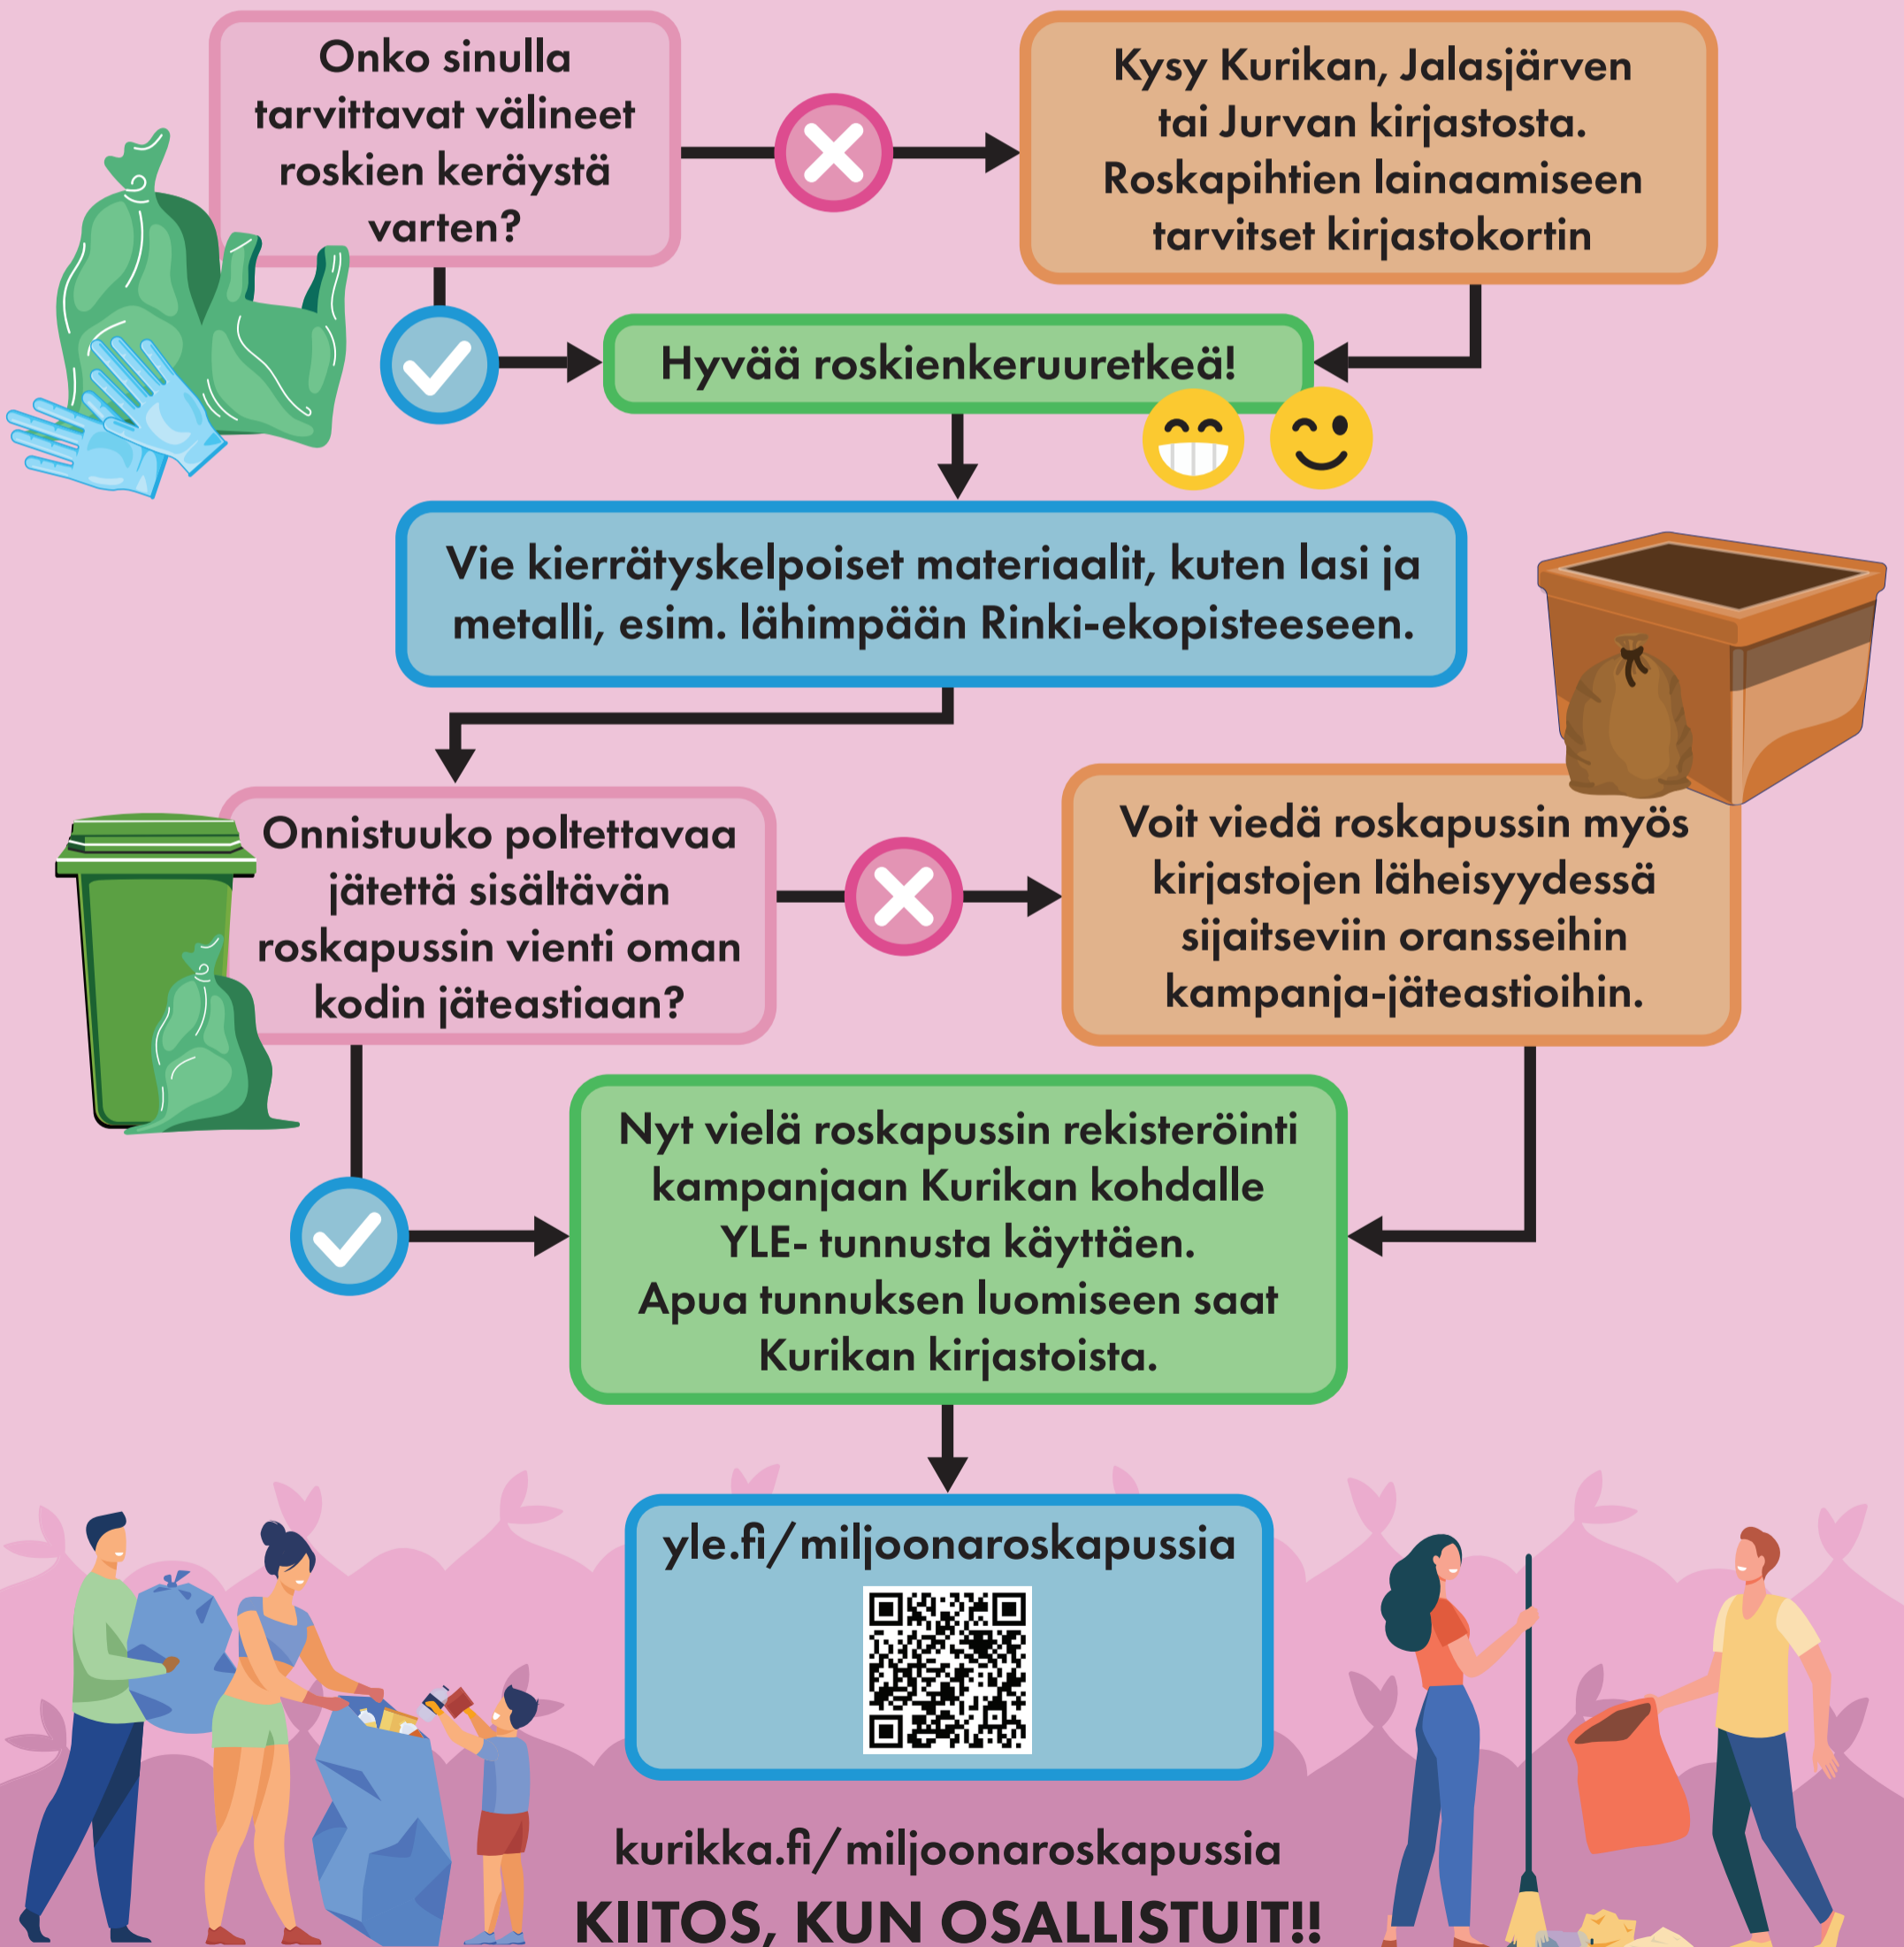 Onko sinulla
tarvittavat välineet
roskien keräystä
varten?
Kysy Kurikan, Jalasjärven
tai Jurvan kirjastosta.
Roskapihtien lainaamiseen
tarvitset kirjastokortin
Hyvää roskienkeruuretkeä!
Vie kierrätyskelpoiset materiaalit, kuten lasi ja
metalli, esim. lähimpään Rinki-ekopisteeseen.
Onnistuuko poltettavaa
jätettä sisältävän
roskapussin vienti oman
kodin jäteastiaan?
Voit viedä roskapussin myös
kirjastojen läheisyydessä
sijaitseviin oransseihin
kampanja-jäteastioihin.
Nyt vielä roskapussin rekisteröinti
kampanjaan Kurikan kohdalle
YLE- tunnusta käyttäen.
Apua tunnuksen luomiseen saat
Kurikan kirjastoista.
yle.fi/miljoonaroskapussia
kurikka.fi/miljoonaroskapussia
KIITOS, KUN OSALLISTUIT!!